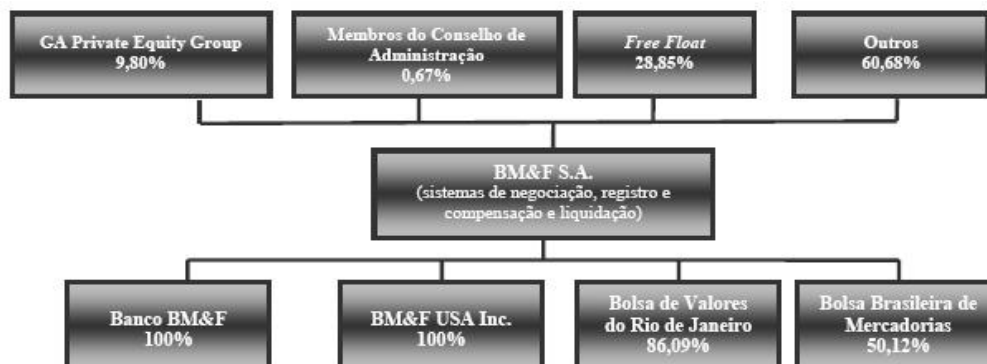 GA Private Equity Group
9,80%
Membros do Conselho de
Administração
0,67%
Free Float
28,85%
Outros
60,68%
BM&F S.A.
(sistemas de negociação, registro e
compensação e liquidação)
Banco BM&F
100%
BM&F USA Inc.
100%
Bolsa de Valores
do Rio de Janeiro
86,09%
Bolsa Brasileira de
Mercadorias
50,12%